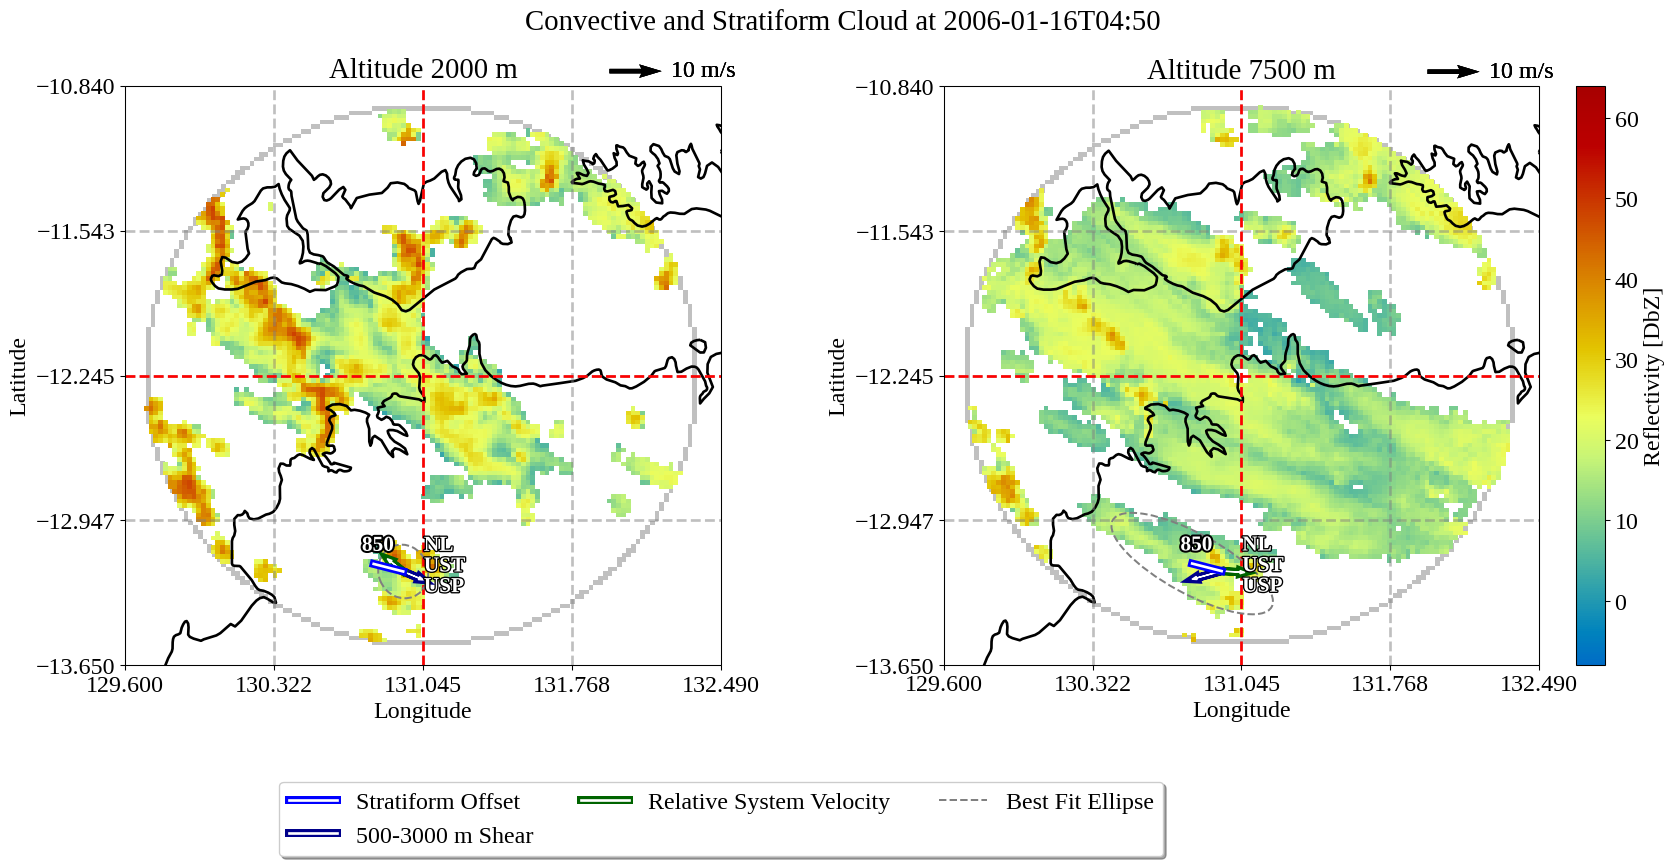 Convective and Stratiform Cloud at 2006-01-16T04:50
Altitude 2000 m
10 m/s
Altitude 7500 m
10 m/s
−10.840
−11.543
−12.245
−12.947
−13.650
Latitude
129.600
130.322
131.045
131.768
132.490
Longitude
850
NL
UST
USP
−10.840
−11.543
−12.245
−12.947
−13.650
Latitude
129.600
130.322
131.045
131.768
132.490
Longitude
850
NL
UST
USP
60
50
40
30
20
10
0
Reflectivity [DbZ]
Stratiform Offset
Relative System Velocity
Best Fit Ellipse
500-3000 m Shear